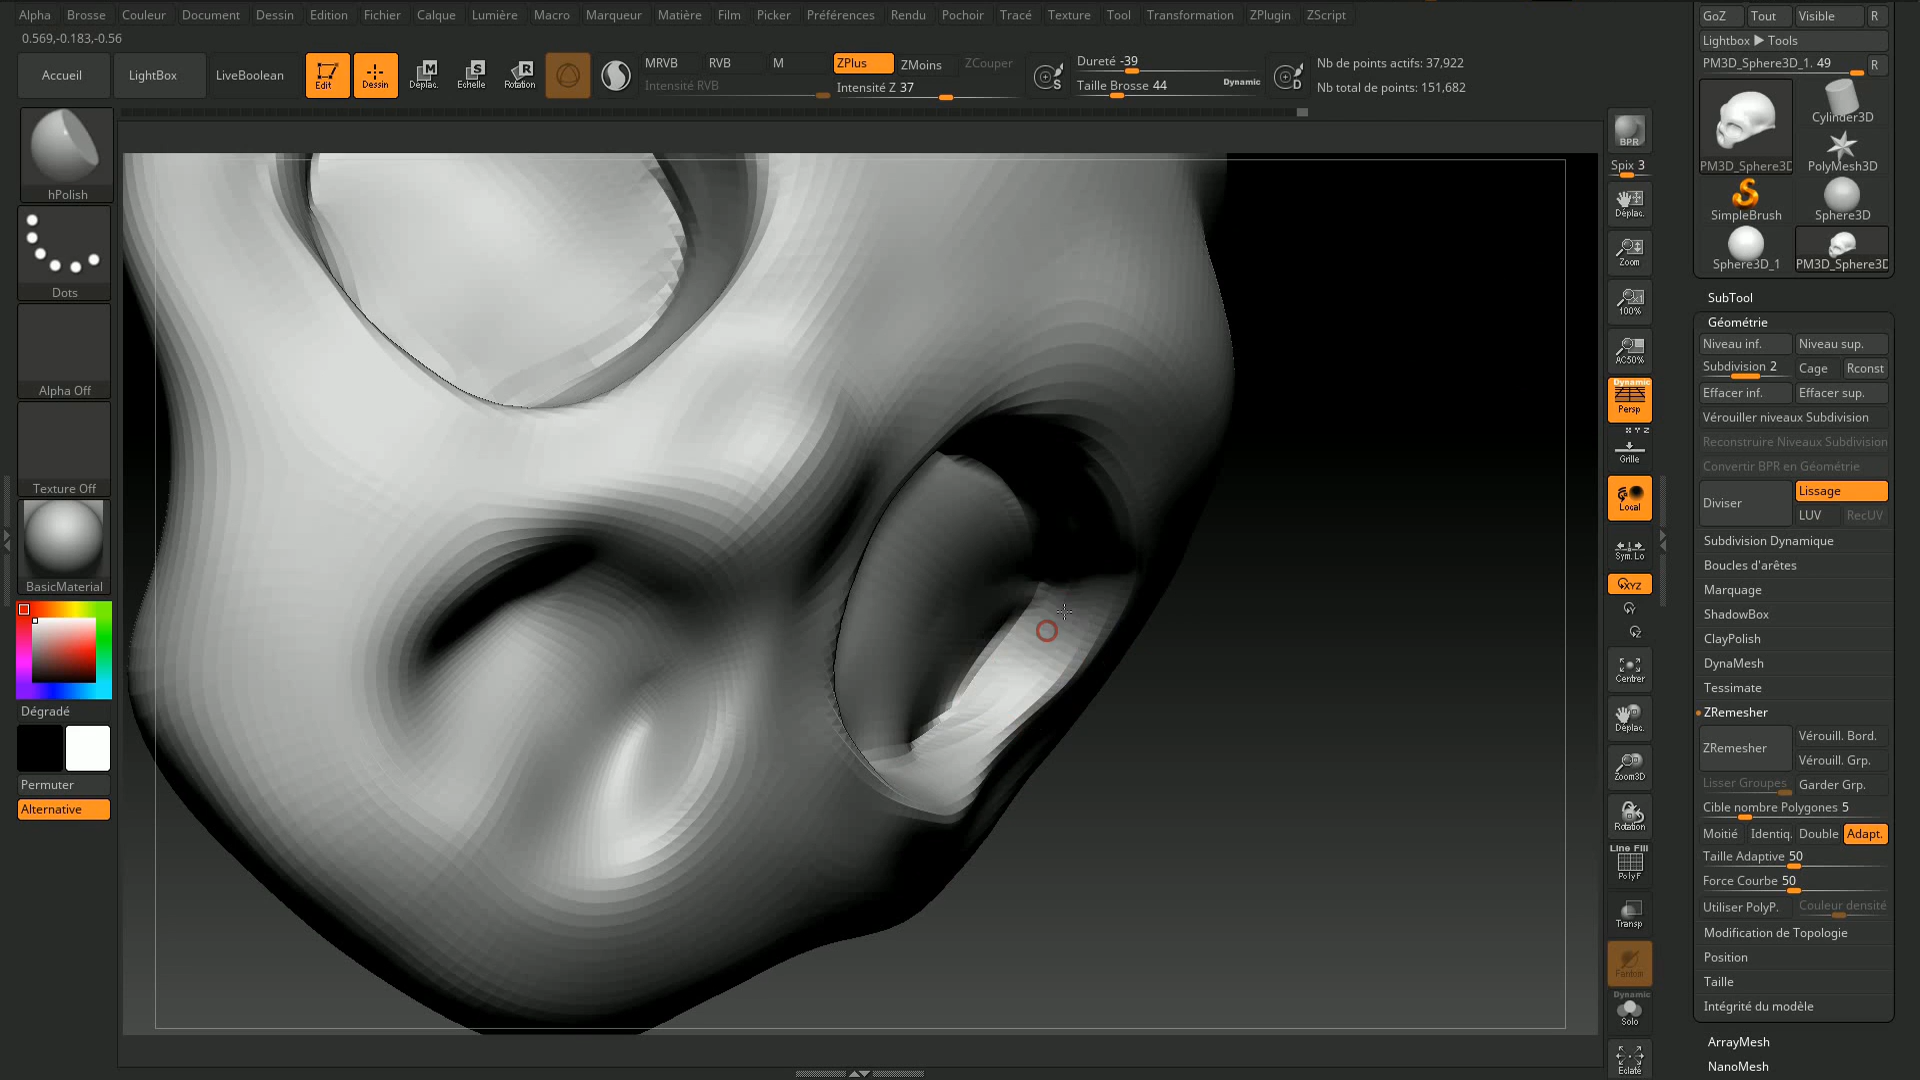 Alpha Brosse Couleur Document Dessin Edition Fichier Calque Lumière Macro Marqueur Matière Film Picker Préférences Rendu Pochoir Tracé Texture Tool Transformation ZPlugin ZScript
0.569,-0.183,-0.56
Accueil
LightBox
LiveBoolean
Edit
Dessin
Déplac.
Echelle
Rotation
MRVB RVB M
Intensité RVB
ZPlus ZMoins ZCouper
Intensité Z 37
Dureté -39
Taille Brosse 44
Dynamic
Nb de points actifs: 37,922
Nb total de points: 151,682
hPolish
Dots
Alpha Off
Texture Off
BasicMaterial
Dégradé
Permuter
Alternative
BPR
Spix 3
Déplac.
Zoom
100%
AC50%
Dynamic
Persp
X Y Z
Grille
Local
Sym. Lo
XYZ
Y
Z
Centrer
Déplac.
Zoom3D
Rotation
Line Fill
PolyF
Transp
Fantom
Dynamic
Solo
Eclaté
GoZ Tout Visible R
Lightbox ▶ Tools
PM3D_Sphere3D_1. 49 R
PM3D_Sphere3D
Cylinder3D
PolyMesh3D
SimpleBrush
Sphere3D
Sphere3D_1
PM3D_Sphere3D
SubTool
Géométrie
Niveau inf. Niveau sup.
Subdivision 2 Cage Rconst
Effacer inf. Effacer sup.
Vérouiller niveaux Subdivision
Reconstruire Niveaux Subdivision
Convertir BPR en Géométrie
Diviser Lissage
LUV RecUV
Subdivision Dynamique
Boucles d'arêtes
Marquage
ShadowBox
ClayPolish
DynaMesh
Tessimate
ZRemesher
ZRemesher Vérouill. Bord.
Vérouill. Grp.
Lisser Groupes Garder Grp.
Cible nombre Polygones 5
Moitié Identiq. Double Adapt.
Taille Adaptive 50
Force Courbe 50
Utiliser PolyP. Couleur densité
Modification de Topologie
Position
Taille
Intégrité du modèle
ArrayMesh
NanoMesh